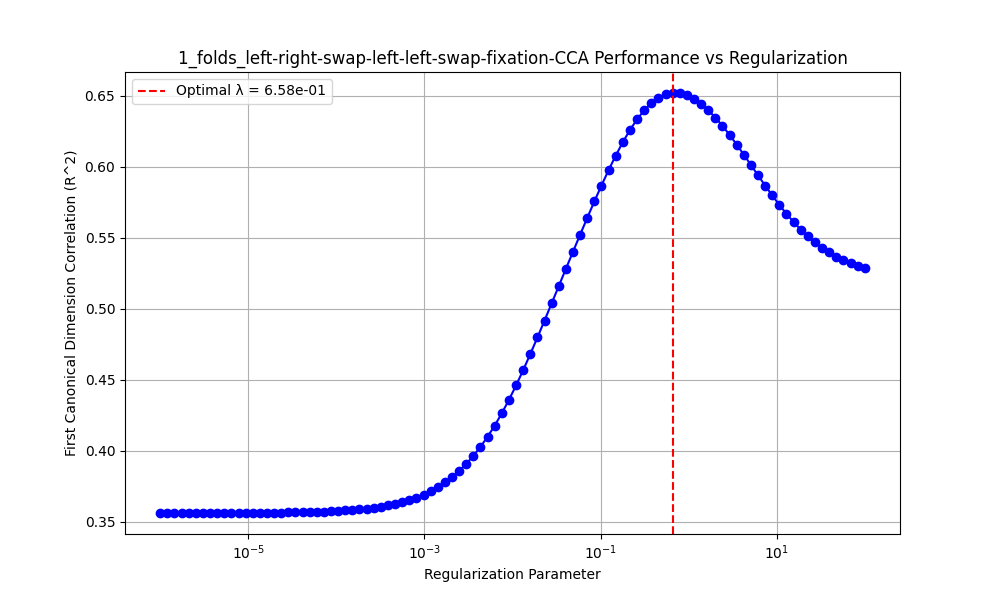 1_folds_left-right-swap-left-left-swap-fixation-CCA Performance vs Regularization
Optimal λ = 6.58e-01
First Canonical Dimension Correlation (R^2)
0.65
0.60
0.55
0.50
0.45
0.40
0.35
10⁻⁵ 10⁻³ 10⁻¹ 10¹
Regularization Parameter